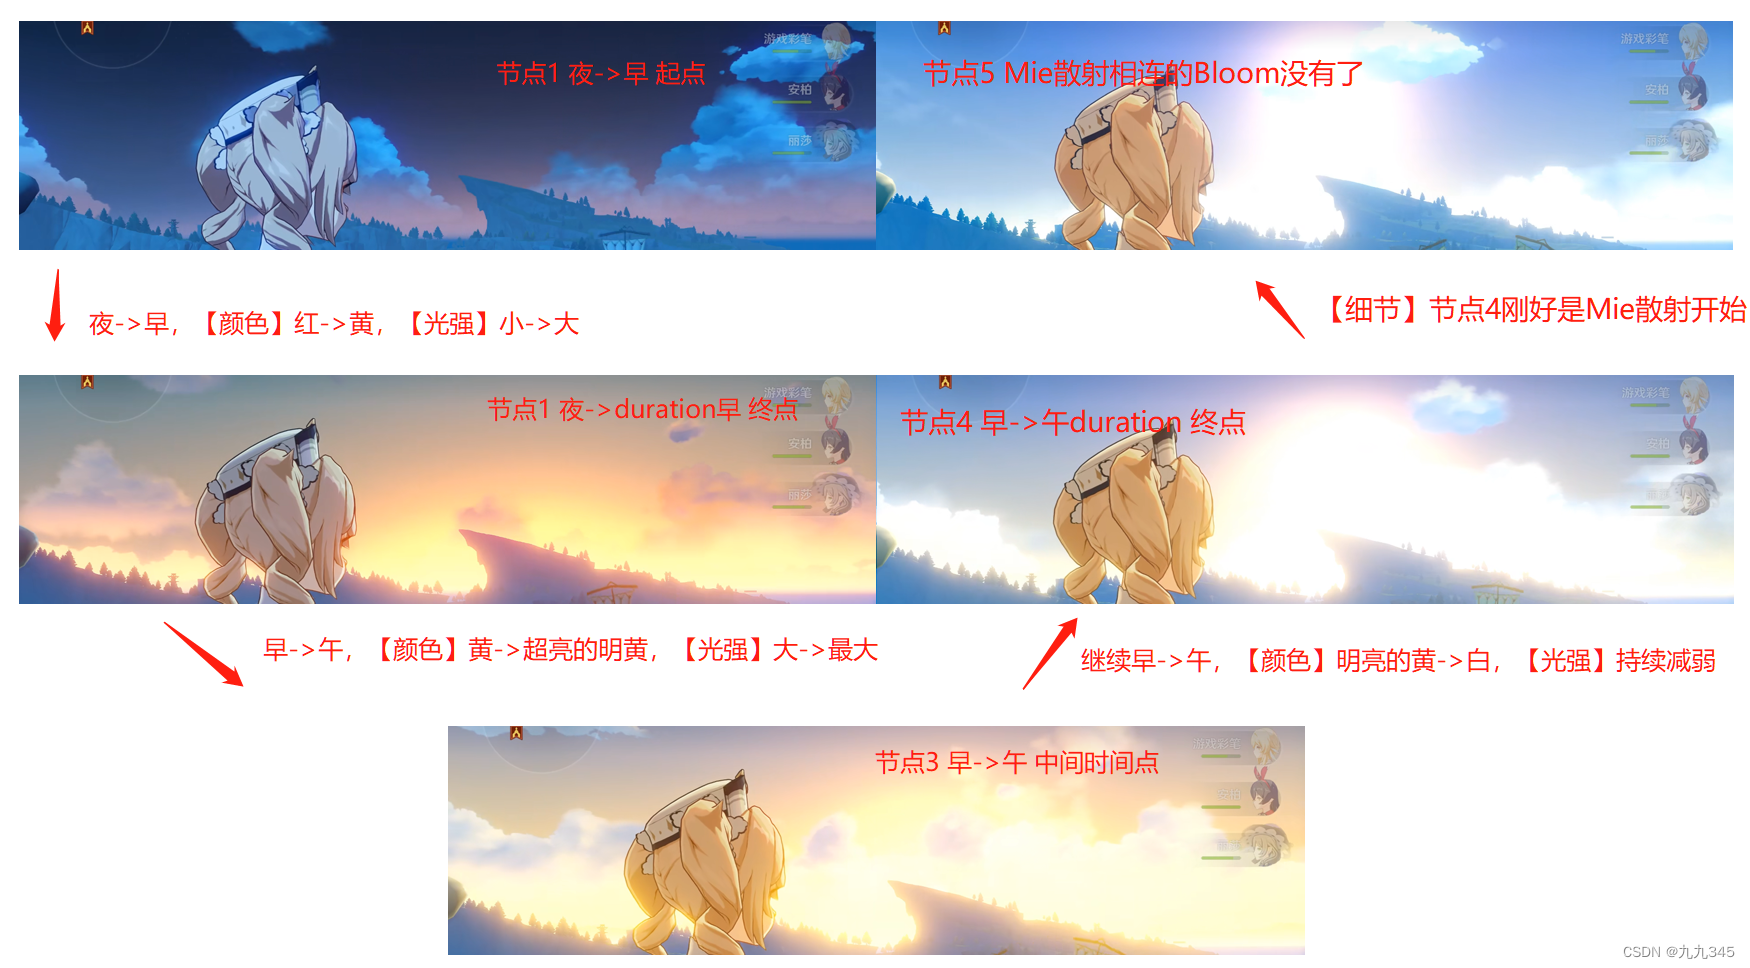 节点1 夜->早 起点
游戏彩笔
安柏
丽莎
节点5 Mie散射相连的Bloom没有了
游戏彩笔
安柏
丽莎
夜->早，【颜色】红->黄，【光强】小->大
【细节】节点4刚好是Mie散射开始
节点1 夜->duration早 终点
游戏彩笔
安柏
丽莎
节点4 早->午duration 终点
游戏彩笔
安柏
早->午，【颜色】黄->超亮的明黄，【光强】大->最大
继续早->午，【颜色】明亮的黄->白，【光强】持续减弱
节点3 早->午 中间时间点
游戏彩笔
安柏
CSDN @九九345